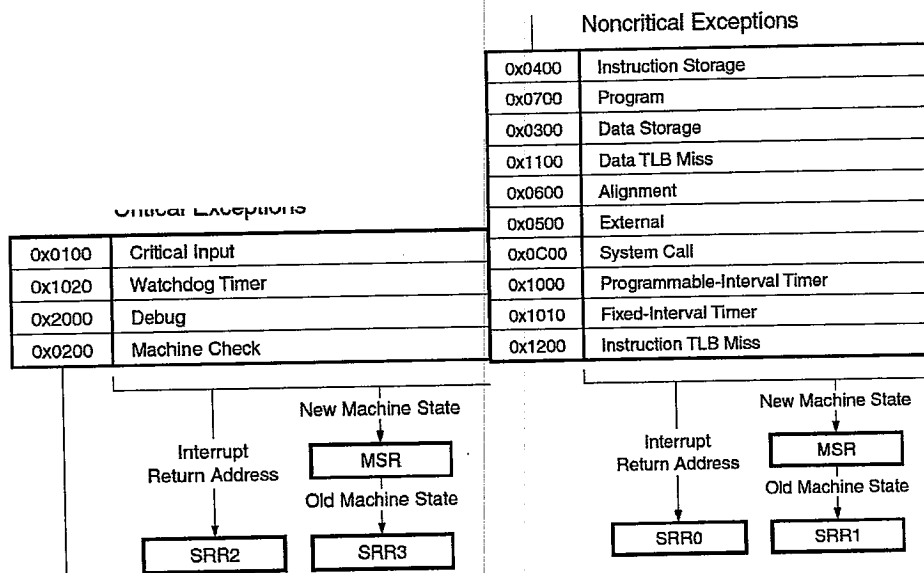 Noncritical Exceptions
0x0400 Instruction Storage
0x0700 Program
0x0300 Data Storage
0x1100 Data TLB Miss
0x0600 Alignment
0x0500 External
0x0C00 System Call
0x1000 Programmable-Interval Timer
0x1010 Fixed-Interval Timer
0x1200 Instruction TLB Miss
New Machine State
Interrupt
Return Address
MSR
Old Machine State
SRR0
SRR1
Critical Exceptions
0x0100 Critical Input
0x1020 Watchdog Timer
0x2000 Debug
0x0200 Machine Check
New Machine State
Interrupt
Return Address
MSR
Old Machine State
SRR2
SRR3